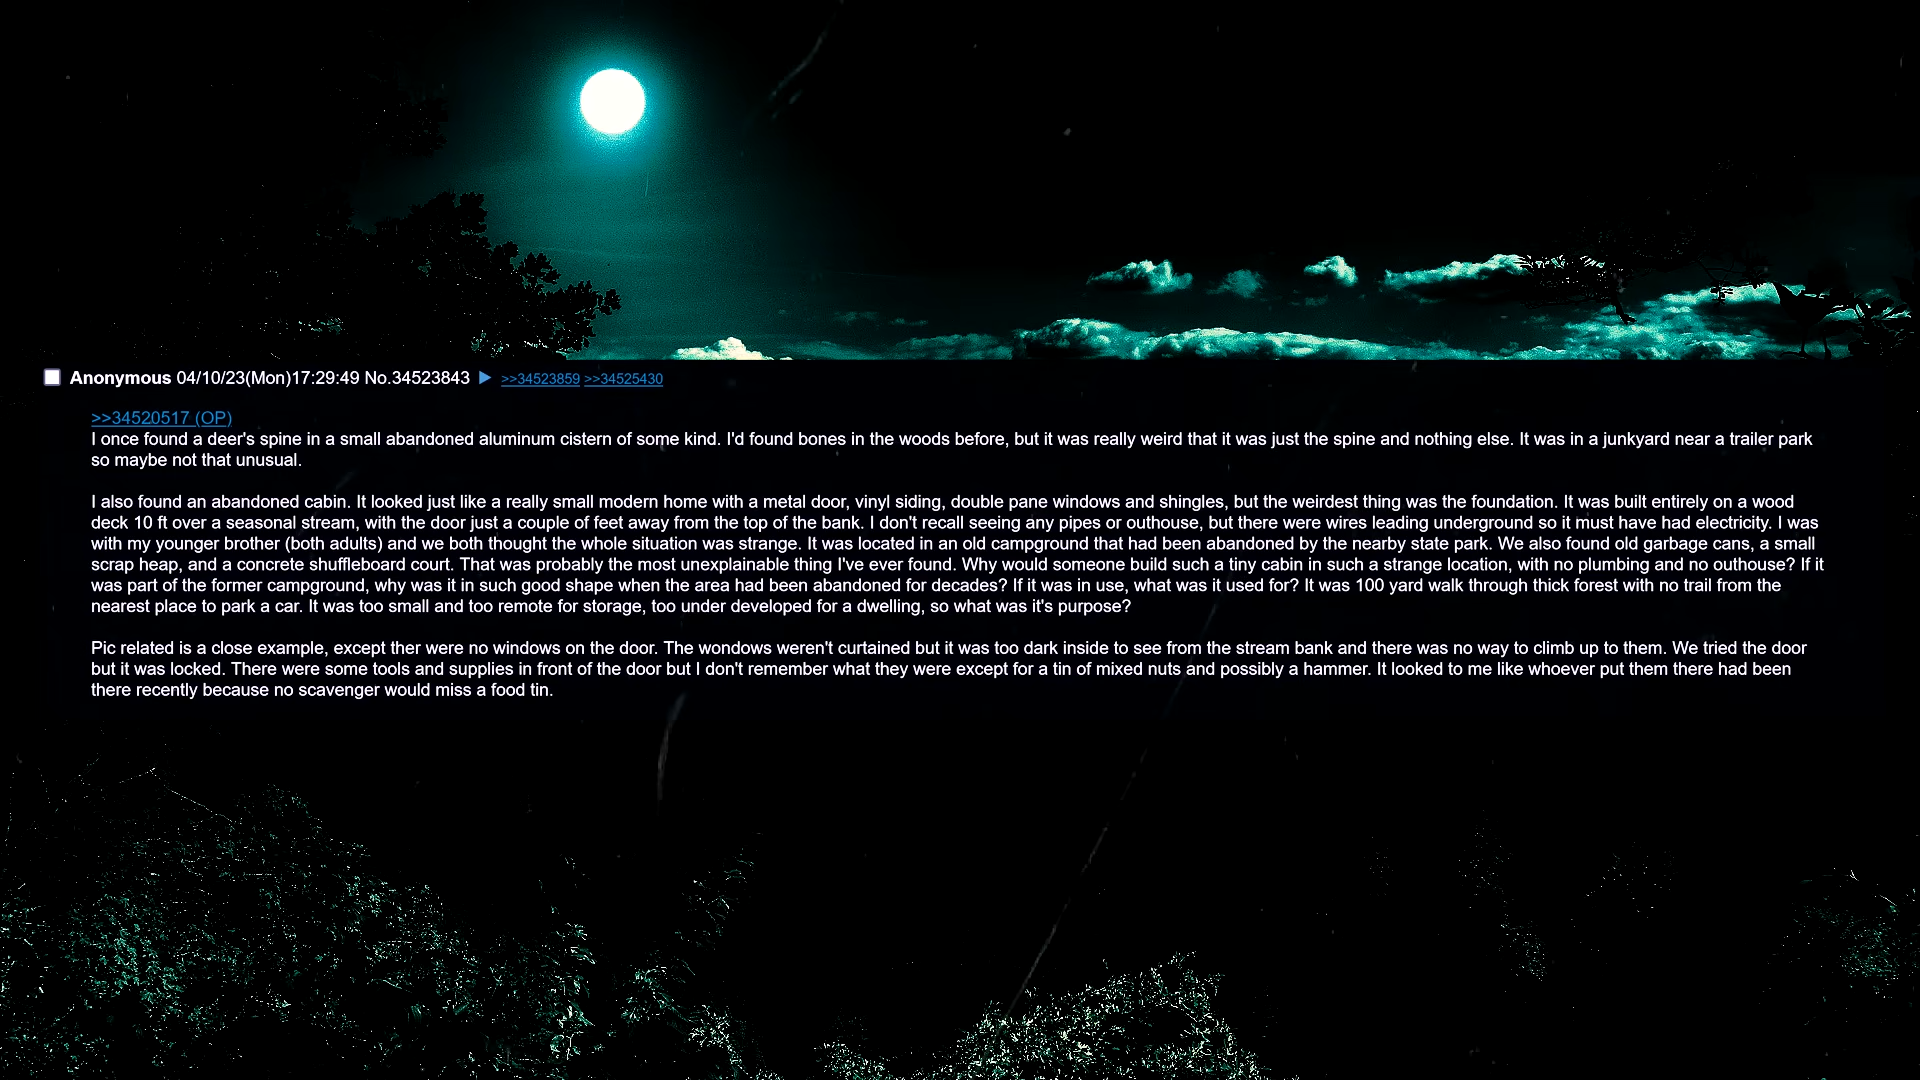 Anonymous 04/10/23(Mon)17:29:49 No.34523843 ▶ >>34523859 >>34525430
>>34520517 (OP)
I once found a deer's spine in a small abandoned aluminum cistern of some kind. I'd found bones in the woods before, but it was really weird that it was just the spine and nothing else. It was in a junkyard near a trailer park
so maybe not that unusual.
I also found an abandoned cabin. It looked just like a really small modern home with a metal door, vinyl siding, double pane windows and shingles, but the weirdest thing was the foundation. It was built entirely on a wood
deck 10 ft over a seasonal stream, with the door just a couple of feet away from the top of the bank. I don't recall seeing any pipes or outhouse, but there were wires leading underground so it must have had electricity. I was
with my younger brother (both adults) and we both thought the whole situation was strange. It was located in an old campground that had been abandoned by the nearby state park. We also found old garbage cans, a small
scrap heap, and a concrete shuffleboard court. That was probably the most unexplainable thing I've ever found. Why would someone build such a tiny cabin in such a strange location, with no plumbing and no outhouse? If it
was part of the former campground, why was it in such good shape when the area had been abandoned for decades? If it was in use, what was it used for? It was 100 yard walk through thick forest with no trail from the
nearest place to park a car. It was too small and too remote for storage, too under developed for a dwelling, so what was it's purpose?
Pic related is a close example, except ther were no windows on the door. The wondows weren't curtained but it was too dark inside to see from the stream bank and there was no way to climb up to them. We tried the door
but it was locked. There were some tools and supplies in front of the door but I don't remember what they were except for a tin of mixed nuts and possibly a hammer. It looked to me like whoever put them there had been
there recently because no scavenger would miss a food tin.